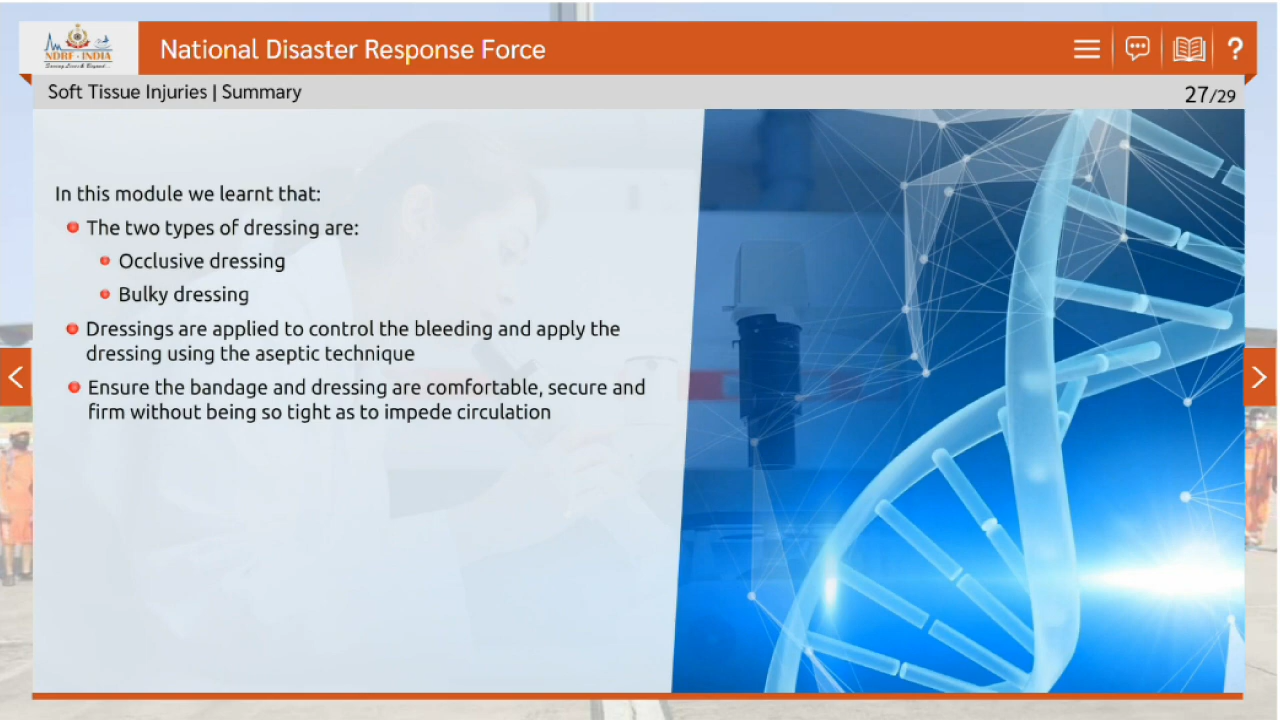 NDRF - INDIA
National Disaster Response Force
?
Soft Tissue Injuries | Summary
27/29
In this module we learnt that:
The two types of dressing are:
Occlusive dressing
Bulky dressing
Dressings are applied to control the bleeding and apply the
dressing using the aseptic technique
Ensure the bandage and dressing are comfortable, secure and
firm without being so tight as to impede circulation